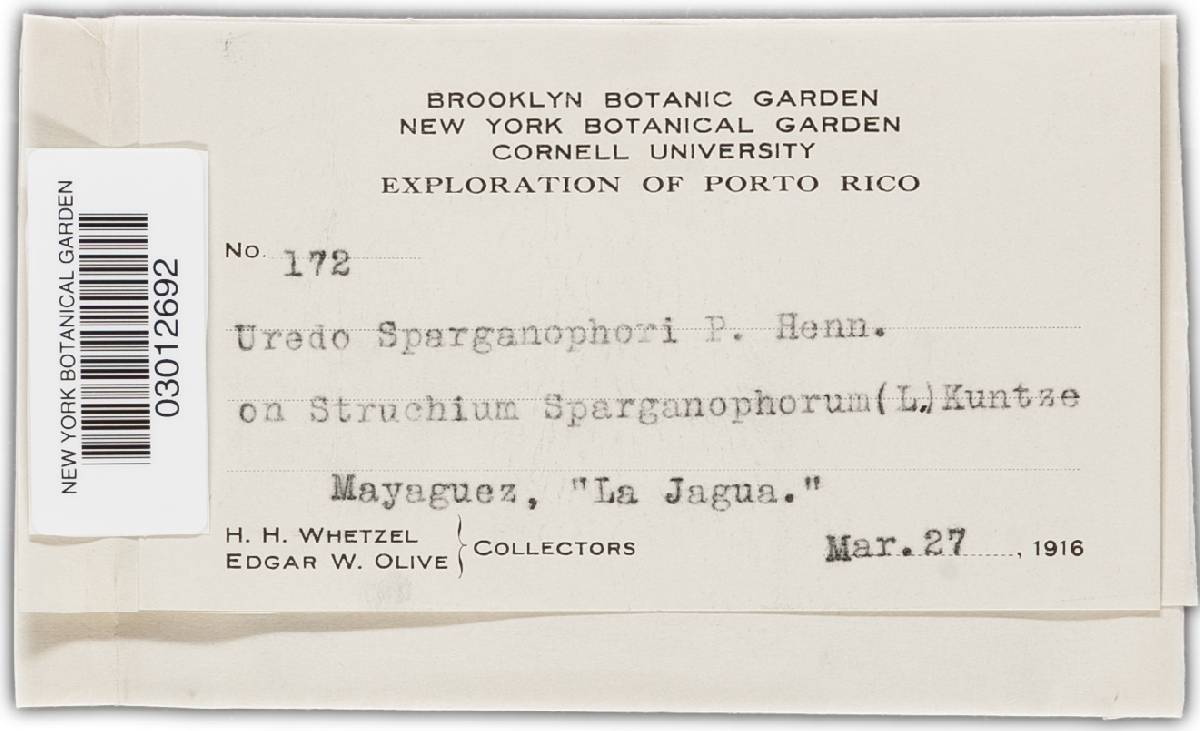 BROOKLYN BOTANIC GARDEN
NEW YORK BOTANICAL GARDEN
CORNELL UNIVERSITY
EXPLORATION OF PORTO RICO
No. 172
Uredo Sparganophori P. Henn.
on Struchium Sparganophorum(L.)Kuntze
Mayaguez, "La Jagua."
H. H. WHETZEL
EDGAR W. OLIVE
COLLECTORS
Mar. 27, 1916
NEW YORK BOTANICAL GARDEN
03012692